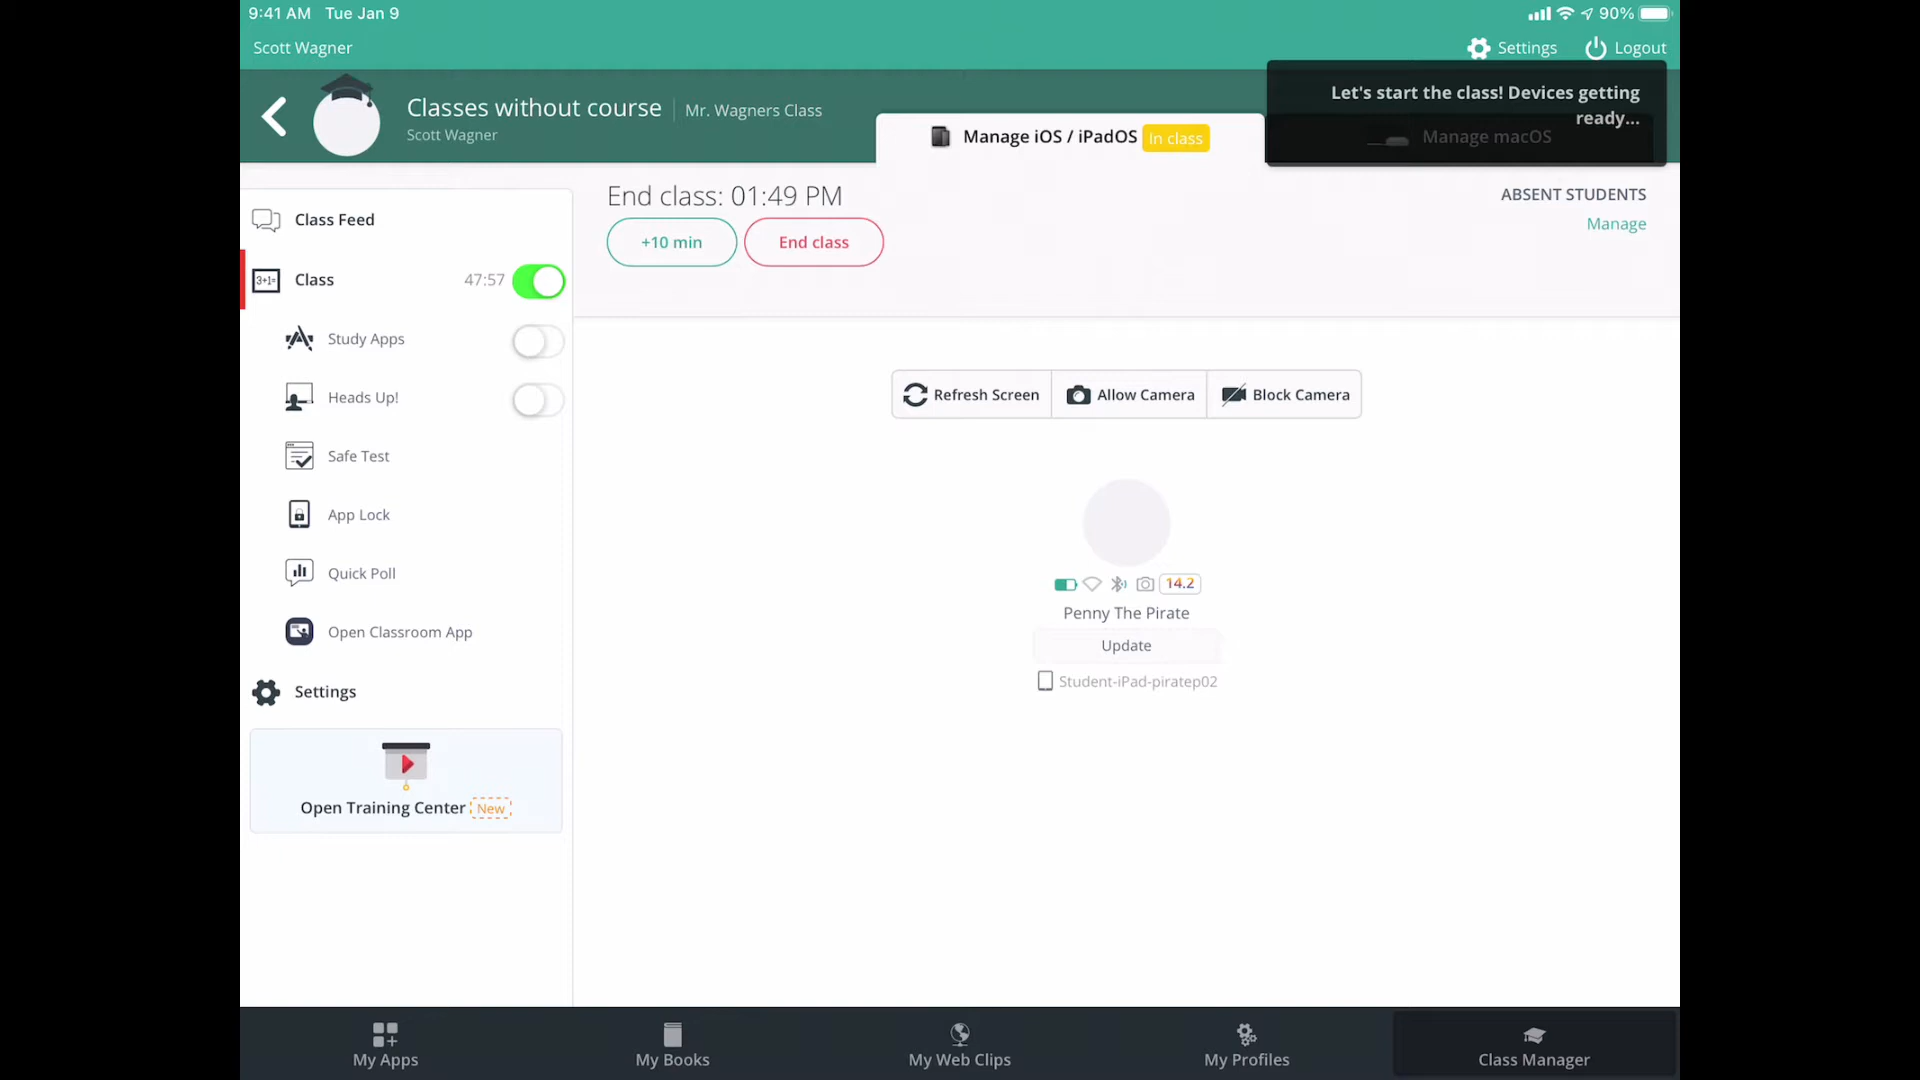 9:41 AM Tue Jan 9
90%
Scott Wagner
Settings
Logout
Classes without course
Mr. Wagners Class
Scott Wagner
Manage iOS / iPadOS
In class
Let's start the class! Devices getting
ready...
Manage macOS
Class Feed
3+1=
Class
47:57
Study Apps
Heads Up!
Safe Test
App Lock
Quick Poll
Open Classroom App
Settings
Open Training Center
New
End class: 01:49 PM
+10 min
End class
ABSENT STUDENTS
Manage
Refresh Screen
Allow Camera
Block Camera
14.2
Penny The Pirate
Update
Student-iPad-piratep02
My Apps
My Books
My Web Clips
My Profiles
Class Manager